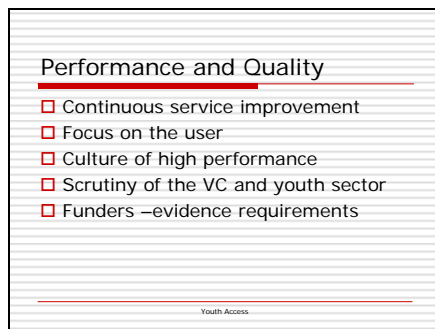 Performance and Quality
Continuous service improvement
Focus on the user
Culture of high performance
Scrutiny of the VC and youth sector
Funders –evidence requirements
Youth Access